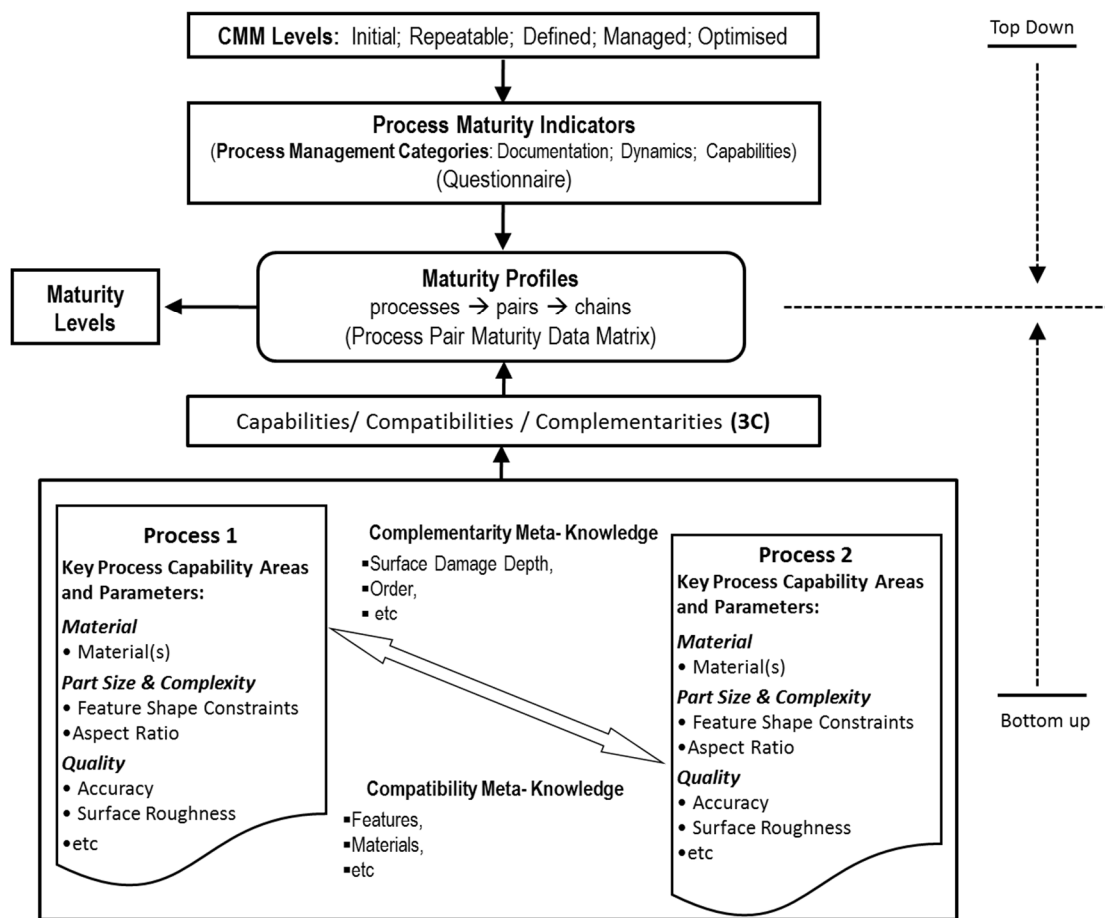 CMM Levels: Initial; Repeatable; Defined; Managed; Optimised
Top Down
Process Maturity Indicators
(Process Management Categories: Documentation; Dynamics; Capabilities)
(Questionnaire)
Maturity Profiles
processes → pairs → chains
(Process Pair Maturity Data Matrix)
Maturity
Levels
Capabilities/ Compatibilities / Complementarities (3C)
Process 1
Key Process Capability Areas
and Parameters:
Material
• Material(s)
Part Size & Complexity
• Feature Shape Constraints
•Aspect Ratio
Quality
• Accuracy
• Surface Roughness
•etc
Complementarity Meta- Knowledge
▪Surface Damage Depth,
▪Order,
▪ etc
Compatibility Meta- Knowledge
▪Features,
▪Materials,
▪etc
Process 2
Key Process Capability Areas
and Parameters:
Material
• Material(s)
Part Size & Complexity
• Feature Shape Constraints
•Aspect Ratio
Quality
• Accuracy
• Surface Roughness
•etc
Bottom up